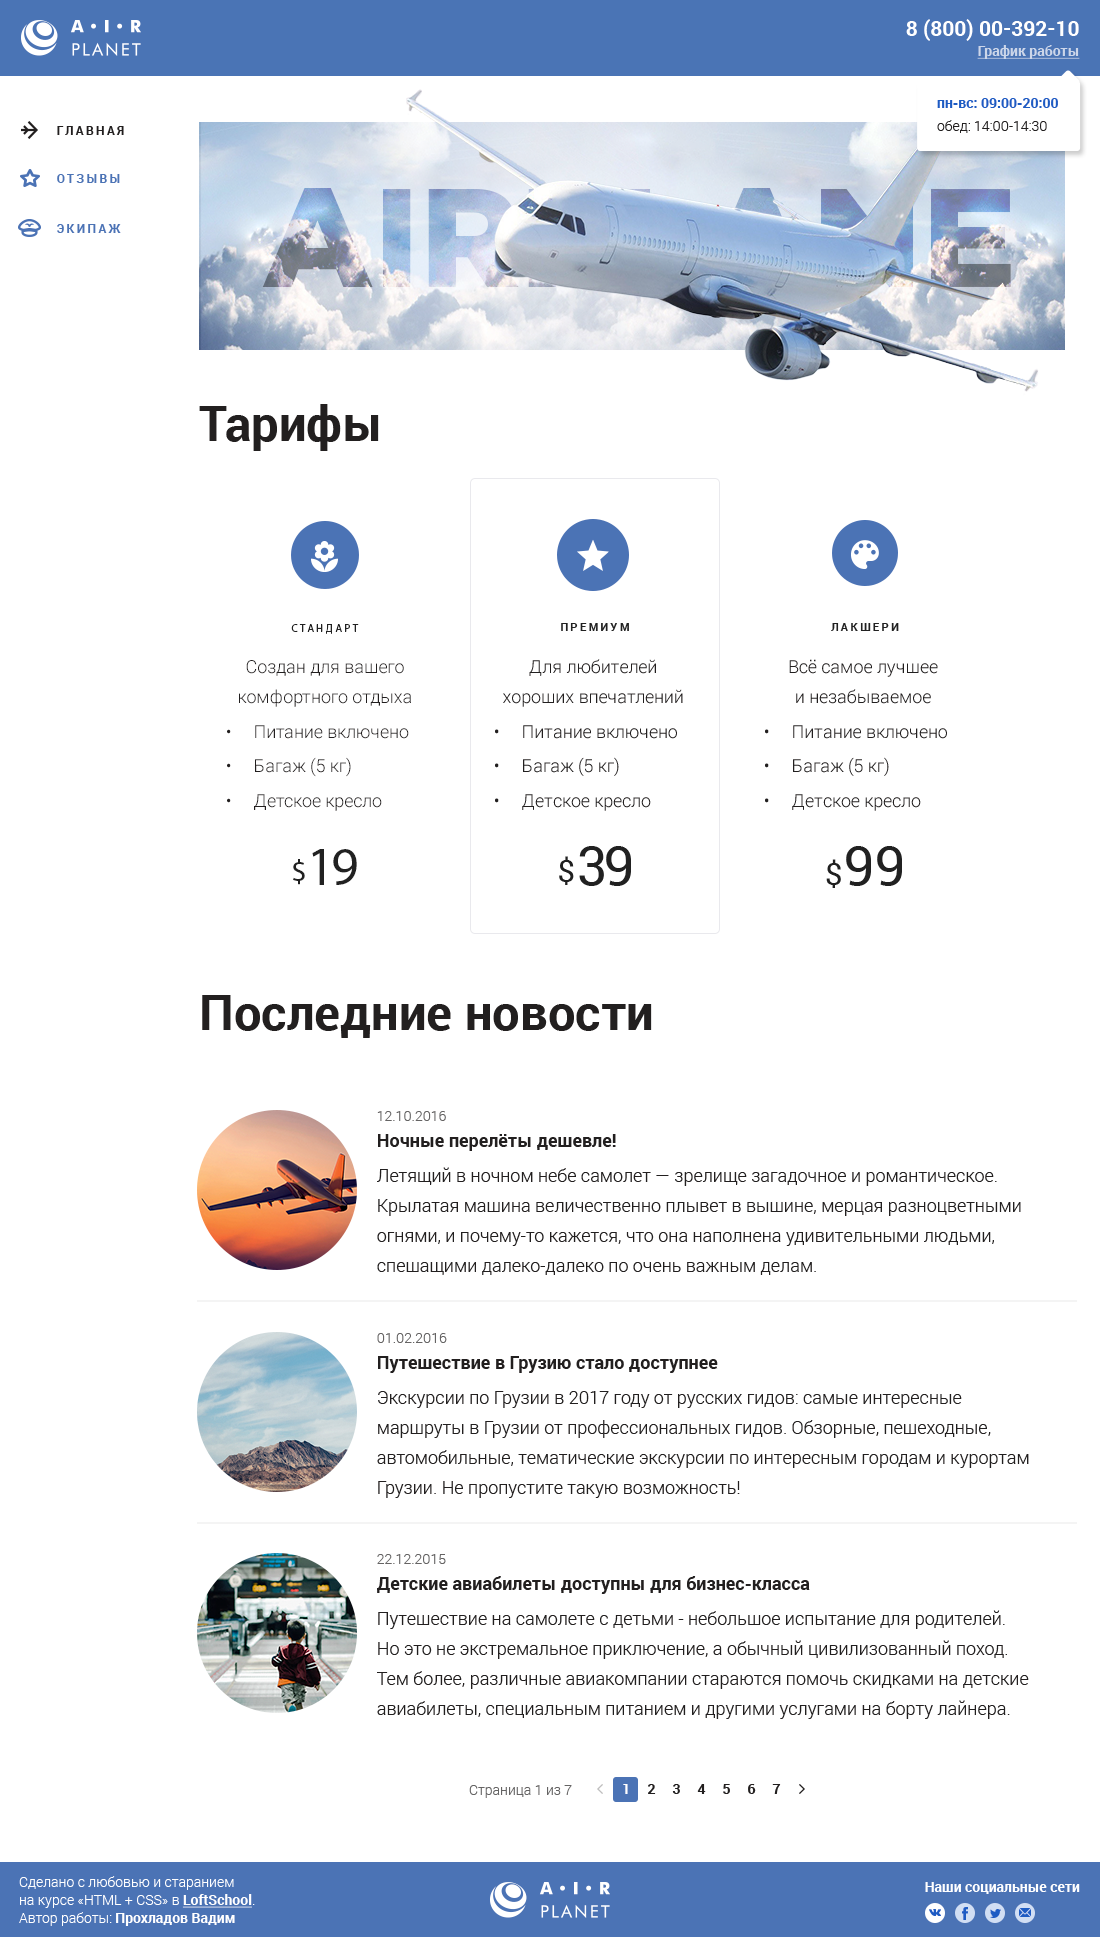 A·I·R
PLANET
8 (800) 00-392-10
График работы
пн-вс: 09:00-20:00
обед: 14:00-14:30
ГЛАВНАЯ
ОТЗЫВЫ
ЭКИПАЖ
Тарифы
СТАНДАРТ
Создан для вашего
комфортного отдыха
• Питание включено
• Багаж (5 кг)
• Детское кресло
$19
ПРЕМИУМ
Для любителей
хороших впечатлений
• Питание включено
• Багаж (5 кг)
• Детское кресло
$39
ЛАКШЕРИ
Всё самое лучшее
и незабываемое
• Питание включено
• Багаж (5 кг)
• Детское кресло
$99
Последние новости
12.10.2016
Ночные перелёты дешевле!
Летящий в ночном небе самолет — зрелище загадочное и романтическое.
Крылатая машина величественно плывет в вышине, мерцая разноцветными
огнями, и почему-то кажется, что она наполнена удивительными людьми,
спешащими далеко-далеко по очень важным делам.
01.02.2016
Путешествие в Грузию стало доступнее
Экскурсии по Грузии в 2017 году от русских гидов: самые интересные
маршруты в Грузии от профессиональных гидов. Обзорные, пешеходные,
автомобильные, тематические экскурсии по интересным городам и курортам
Грузии. Не пропустите такую возможность!
22.12.2015
Детские авиабилеты доступны для бизнес-класса
Путешествие на самолете с детьми - небольшое испытание для родителей.
Но это не экстремальное приключение, а обычный цивилизованный поход.
Тем более, различные авиакомпании стараются помочь скидками на детские
авиабилеты, специальным питанием и другими услугами на борту лайнера.
Страница 1 из 7 < 1 2 3 4 5 6 7 >
Сделано с любовью и старанием
на курсе «HTML + CSS» в LoftSchool.
Автор работы: Прохладов Вадим
A·I·R
PLANET
Наши социальные сети